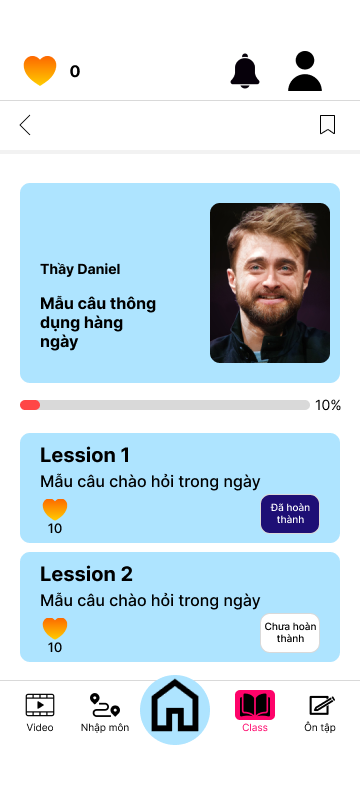 0
Thầy Daniel
Mẫu câu thông
dụng hàng
ngày
10%
Lession 1
Mẫu câu chào hỏi trong ngày
10
Đã hoàn
thành
Lession 2
Mẫu câu chào hỏi trong ngày
10
Chưa hoàn
thành
Video
Nhập môn
Class
Ôn tập